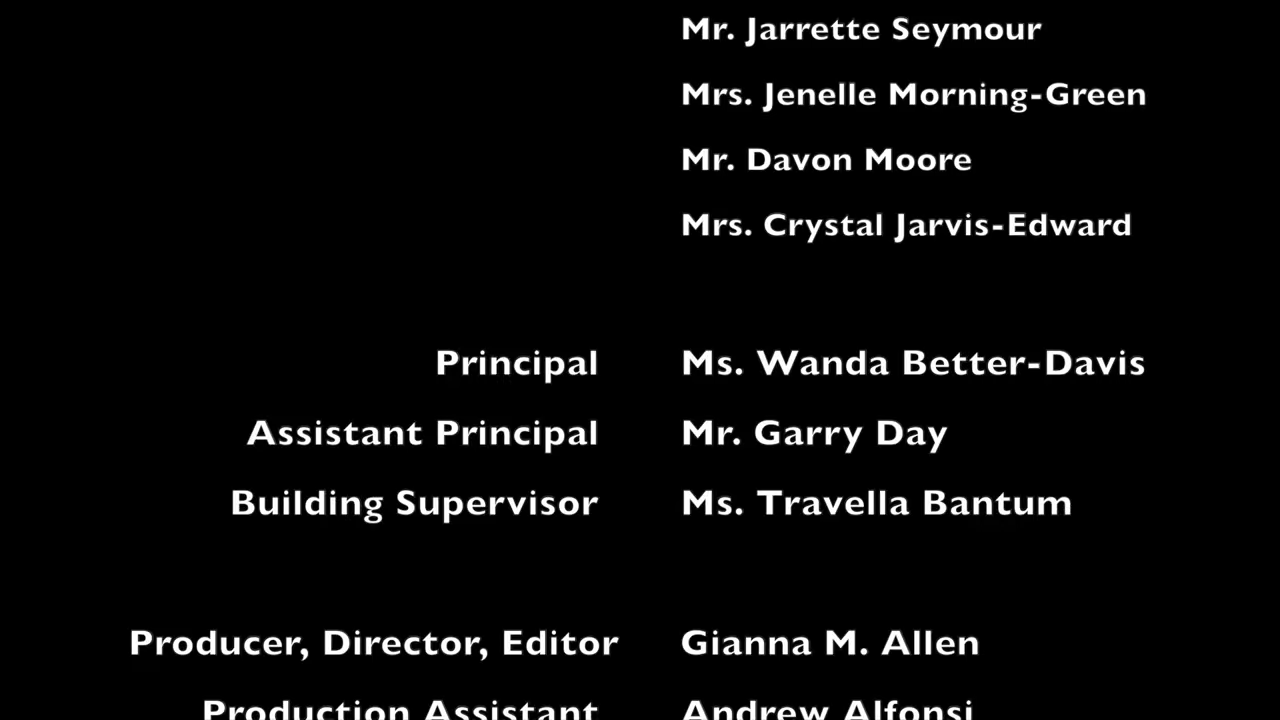 Mr. Jarrette Seymour
Mrs. Jenelle Morning-Green
Mr. Davon Moore
Mrs. Crystal Jarvis-Edward
Principal Ms. Wanda Better-Davis
Assistant Principal Mr. Garry Day
Building Supervisor Ms. Travella Bantum
Producer, Director, Editor Gianna M. Allen
Production Assistant Andrew Alfonsi